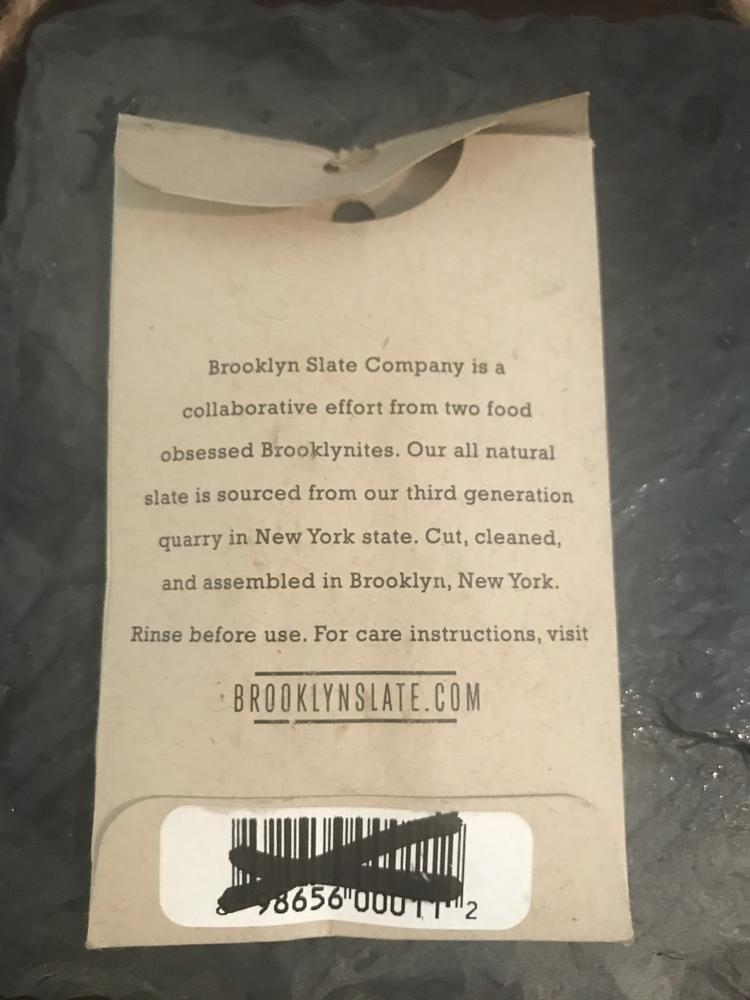 Brooklyn Slate Company is a
collaborative effort from two food
obsessed Brooklynites. Our all natural
slate is sourced from our third generation
quarry in New York state. Cut, cleaned,
and assembled in Brooklyn, New York.
Rinse before use. For care instructions, visit
BROOKLYNSLATE.COM
2